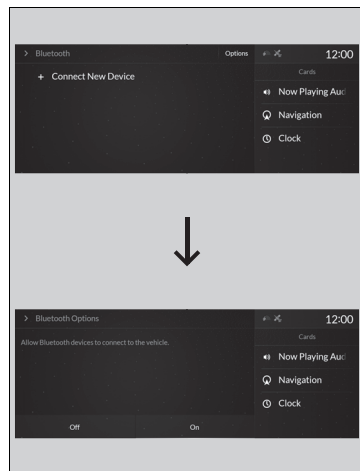 Bluetooth
Options
12:00
+ Connect New Device
Cards
Now Playing Aud
Navigation
Clock
Bluetooth Options
12:00
Allow Bluetooth devices to connect to the vehicle.
Cards
Now Playing Aud
Navigation
Clock
Off
On